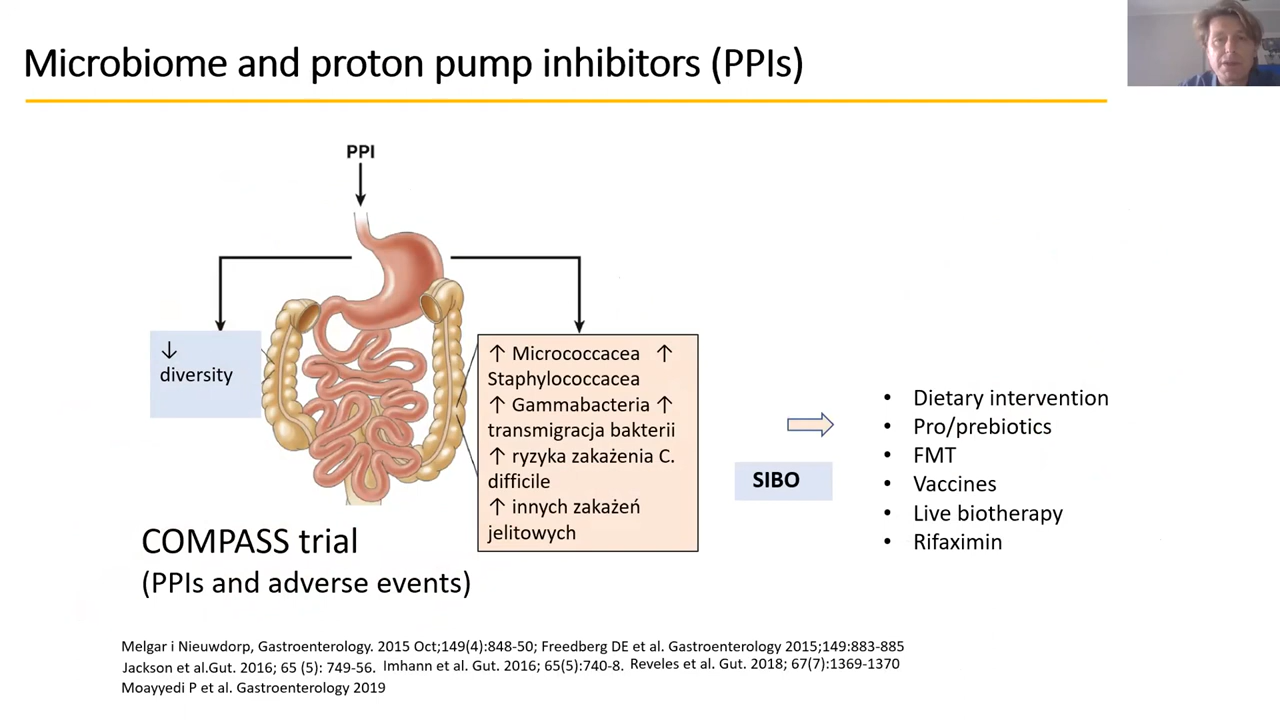 Microbiome and proton pump inhibitors (PPIs)
PPI
↓
diversity
↑ Micrococcacea ↑
Staphylococcacea
↑ Gammabacteria ↑
transmigracja bakterii
↑ ryzyka zakażenia C.
difficile
↑ innych zakażeń
jelitowych
SIBO
• Dietary intervention
• Pro/prebiotics
• FMT
• Vaccines
• Live biotherapy
• Rifaximin
COMPASS trial
(PPIs and adverse events)
Melgar i Nieuwdorp, Gastroenterology. 2015 Oct;149(4):848-50; Freedberg DE et al. Gastroenterology 2015;149:883-885
Jackson et al.Gut. 2016; 65 (5): 749-56. Imhann et al. Gut. 2016; 65(5):740-8. Reveles et al. Gut. 2018; 67(7):1369-1370
Moayyedi P et al. Gastroenterology 2019